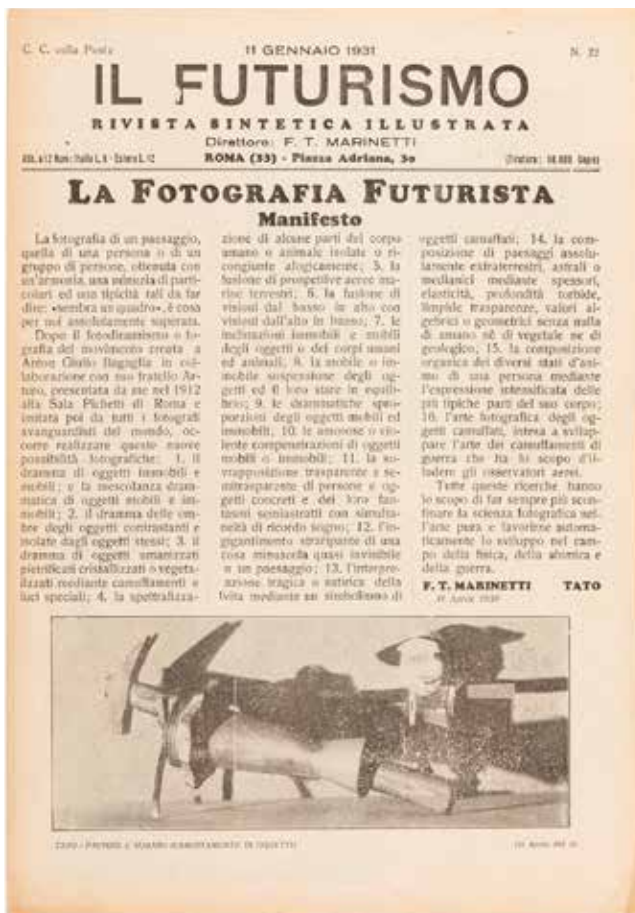 C. C. colla Posta
11 GENNAIO 1931
N. 22
IL FUTURISMO
RIVISTA SINTETICA ILLUSTRATA
Direttore: F. T. MARINETTI
ROMA (33) - Piazza Adriana, 30
LA FOTOGRAFIA FUTURISTA
Manifesto
La fotografia di un paesaggio,
quella di una persona o di un
gruppo di persone, ottenuta con
un'armonia, una minuzia di parti-
colari ed una tipicità tali da far
dire: «sembra un quadro», è cosa
per noi assolutamente superata.
Dopo il fotodinamismo o fo-
tografia del movimento creata a
Anton Giulio Bragaglia in col-
laborazione con suo fratello Ar-
turo, presentata da me nel 1912
alla Sala Pichetti di Roma e
imitata poi da tutti i fotografi
avanguardisti del mondo, oc-
corre realizzare queste nuove
possibilità fotografiche: 1. il
dramma di oggetti immobili e
mobili; e la mescolanza dram-
matica di oggetti mobili e im-
mobili; 2. il dramma delle om-
bre degli oggetti contrastanti e
isolate dagli oggetti stessi; 3. il
dramma di oggetti umanizzati
pietrificati cristallizzati o vegeta-
lizzati mediante camuffamenti e
luci speciali; 4. la spettralizza-
zione di alcune parti del corpo
umano o animale isolate o ri-
congiunte alogicamente; 5. la
fusione di prospettive aeree ma-
rine terrestri; 6. la fusione di
visioni dal basso in alto con
visioni dall'alto in basso; 7. le
inclinazioni immobili e mobili
degli oggetti o dei corpi umani
ed animali; 8. la mobile o im-
mobile sospensione degli og-
getti ed il loro stare in equili-
brio; 9. le drammatiche spro-
porzioni degli oggetti mobili ed
immobili; 10. le amorose o vio-
lente compenetrazioni di oggetti
mobili o immobili; 11. la so-
vrapposizione trasparente e se-
mitrasparente di persone e og-
getti concreti e dei loro fan-
tasmi semiastratti con simulta-
neità di ricordo sogno; 12. l'in-
gigantimento straripante di una
cosa minuscola quasi invisibile
in un paesaggio; 13. l'interpre-
tazione tragica o satirica della
vita mediante un simbolismo di
oggetti camuffati; 14. la com-
posizione di paesaggi assolu-
lamente extraterrestri, astrali o
medianici mediante spessori,
elasticità, profondità torbide,
limpide trasparenze, valori al-
gebrici o geometrici senza nulla
di umano nè di vegetale ne di
geologico; 15. la composizione
organica dei diversi stati d'ani-
mo di una persona mediante
l'espressione intensificata delle
più tipiche parti del suo corpo;
16. l'arte fotografica degli og-
getti camuffati, intesa a svilup-
pare l'arte dei camuffamenti di
guerra che ha lo scopo d'il-
ludere gli osservatori aerei.
Tutte queste ricerche hanno
lo scopo di far sempre più sconfi-
nare la scienza fotografica nel-
l'arte pura e favorirne automa-
ticamente lo sviluppo nel cam-
po della fisica, della chimica e
della guerra.
F. T. MARINETTI TATO